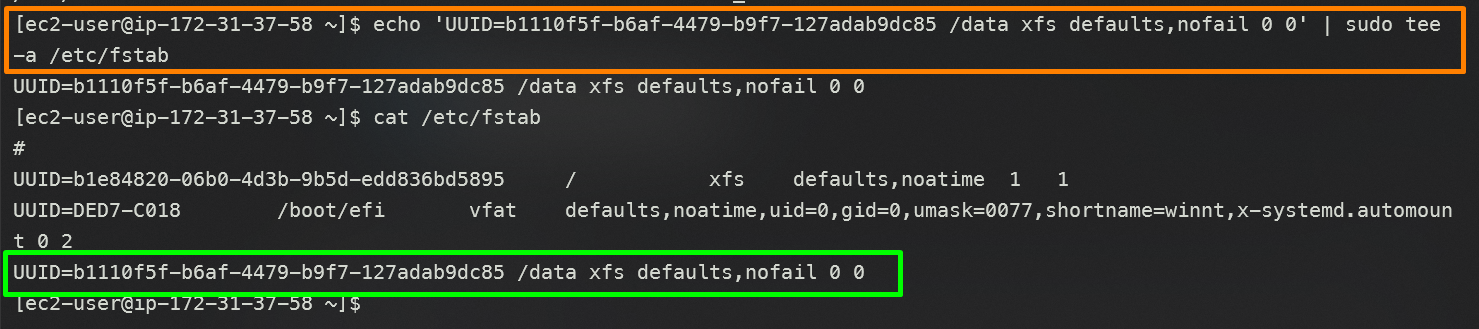 [ec2-user@ip-172-31-37-58 ~]$ echo 'UUID=b1110f5f-b6af-4479-b9f7-127adab9dc85 /data xfs defaults,nofail 0 0' | sudo tee
-a /etc/fstab
UUID=b1110f5f-b6af-4479-b9f7-127adab9dc85 /data xfs defaults,nofail 0 0
[ec2-user@ip-172-31-37-58 ~]$ cat /etc/fstab
#
UUID=b1e84820-06b0-4d3b-9b5d-edd836bd5895     /           xfs    defaults,noatime  1   1
UUID=DED7-C018        /boot/efi       vfat    defaults,noatime,uid=0,gid=0,umask=0077,shortname=winnt,x-systemd.automoun
t 0 2
UUID=b1110f5f-b6af-4479-b9f7-127adab9dc85 /data xfs defaults,nofail 0 0
[ec2-user@ip-172-31-37-58 ~]$